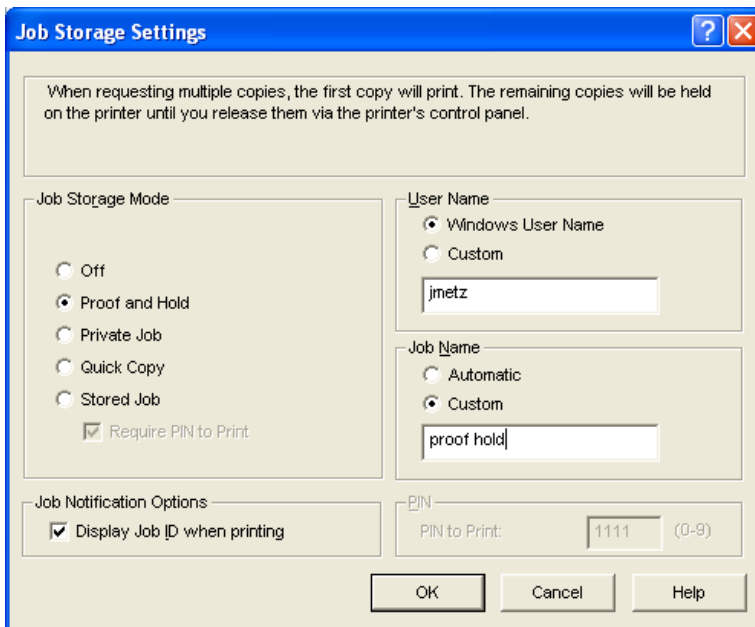 Job Storage Settings
When requesting multiple copies, the first copy will print. The remaining copies will be held
on the printer until you release them via the printer's control panel.
Job Storage Mode
Off
Proof and Hold
Private Job
Quick Copy
Stored Job
Require PIN to Print
User Name
Windows User Name
Custom
jmetz
Job Name
Automatic
Custom
proof hold
Job Notification Options
Display Job ID when printing
PIN
PIN to Print: 1111 (0-9)
OK Cancel Help